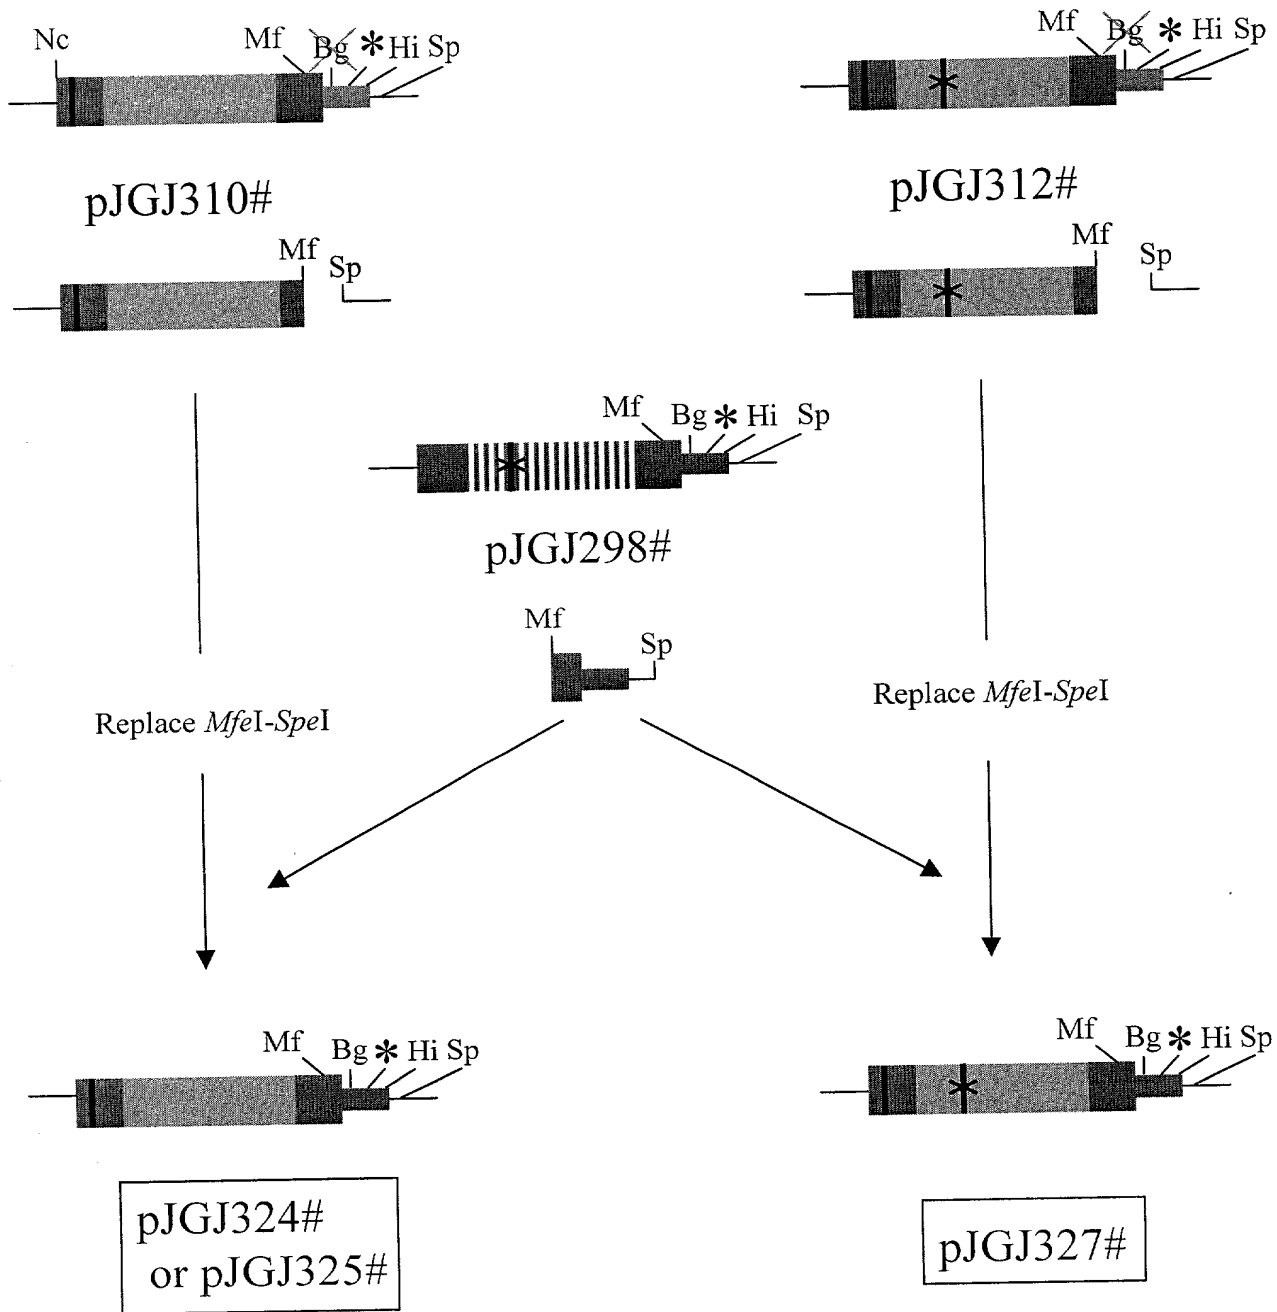 Nc Mf Bg * Hi Sp
Mf Bg * Hi Sp
pJGJ310#
pJGJ312#
Mf Sp
Mf Sp
Mf Bg * Hi Sp
pJGJ298#
Mf Sp
Replace MfeI-SpeI
Replace MfeI-SpeI
Mf Bg * Hi Sp
Mf Bg * Hi Sp
pJGJ324#
or pJGJ325#
pJGJ327#